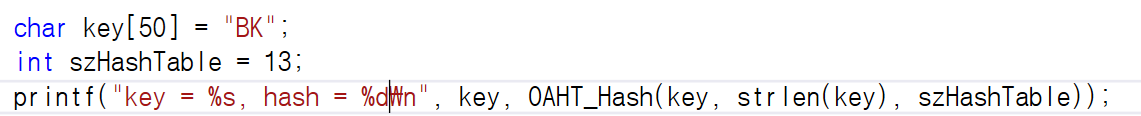 char key[50] = "BK";
int szHashTable = 13;
printf("key = %s, hash = %d₩n", key, OAHT_Hash(key, strlen(key), szHashTable));